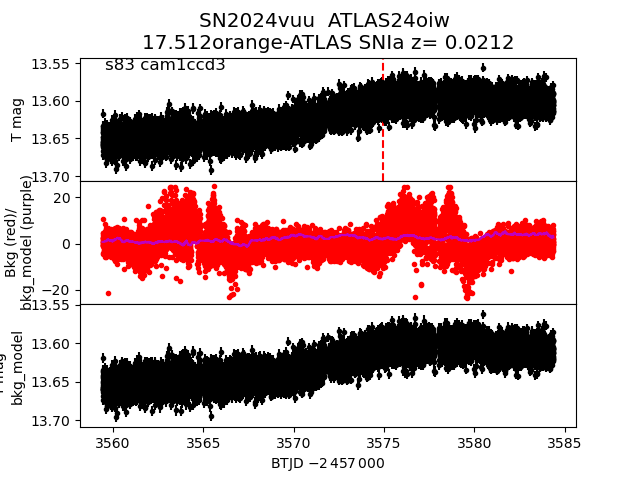 SN2024vuu ATLAS24oiw
17.512orange-ATLAS SNIa z= 0.0212
s83 cam1ccd3
T mag
13.55
13.60
13.65
13.70
Bkg (red)/
bkg_model (purple)
20
0
−20
bkg_model
13.55
13.60
13.65
13.70
3560 3565 3570 3575 3580 3585
BTJD −2 457 000